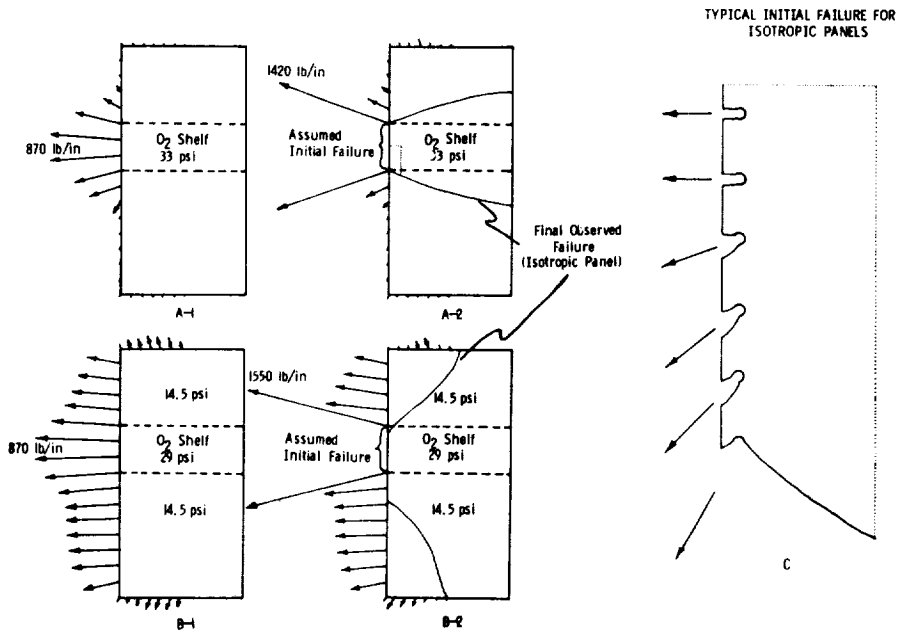 TYPICAL INITIAL FAILURE FOR
ISOTROPIC PANELS
1420 lb/in
870 lb/in
O2 Shelf
33 psi
Assumed
Initial Failure
O2 Shelf
33 psi
Final Observed
Failure
(Isotropic Panel)
A-1
A-2
14.5 psi
1550 lb/in
14.5 psi
870 lb/in
O2 Shelf
29 psi
Assumed
Initial Failure
O2 Shelf
29 psi
14.5 psi
14.5 psi
C
B-1
B-2